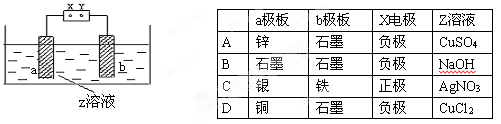 X Y
a
b
z溶液
a极板 b极板 X电极 Z溶液
A 锌 石墨 负极 CuSO₄
B 石墨 石墨 负极 NaOH
C 银 铁 正极 AgNO₃
D 铜 石墨 负极 CuCl₂